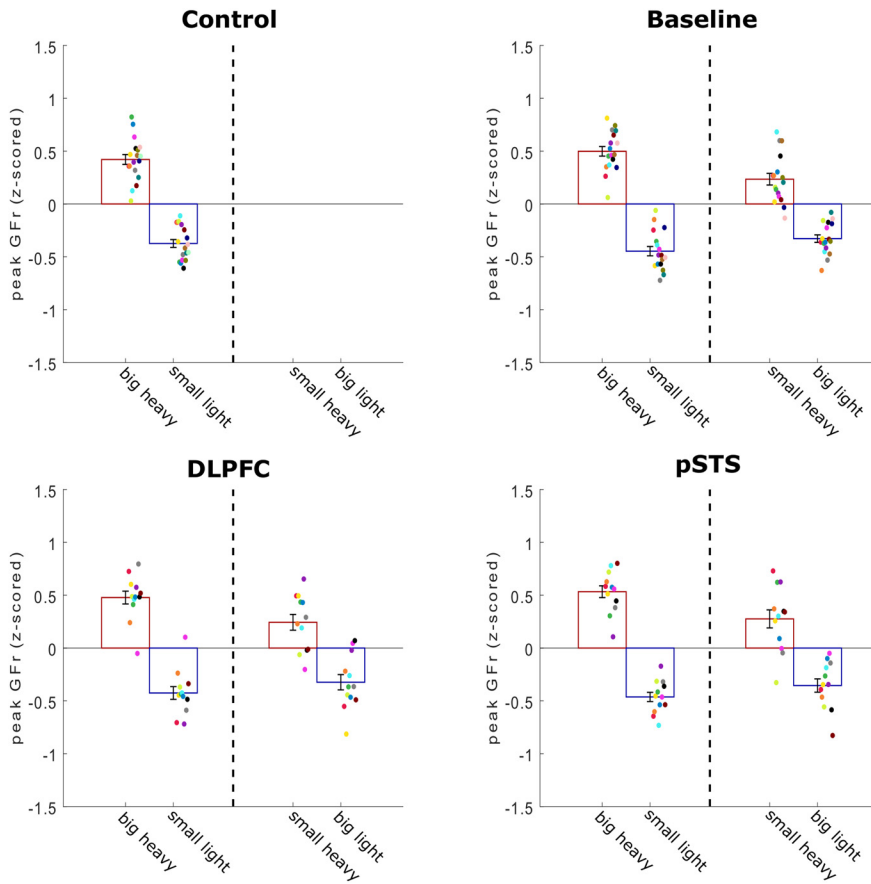 Control
1.5
1
0.5
0
-0.5
-1
-1.5
peak GFr (z-scored)
big heavy
small light
small heavy
big light
Baseline
1.5
1
0.5
0
-0.5
-1
-1.5
peak GFr (z-scored)
big heavy
small light
small heavy
big light
DLPFC
1.5
1
0.5
0
-0.5
-1
-1.5
peak GFr (z-scored)
big heavy
small light
small heavy
big light
pSTS
1.5
1
0.5
0
-0.5
-1
-1.5
peak GFr (z-scored)
big heavy
small light
small heavy
big light